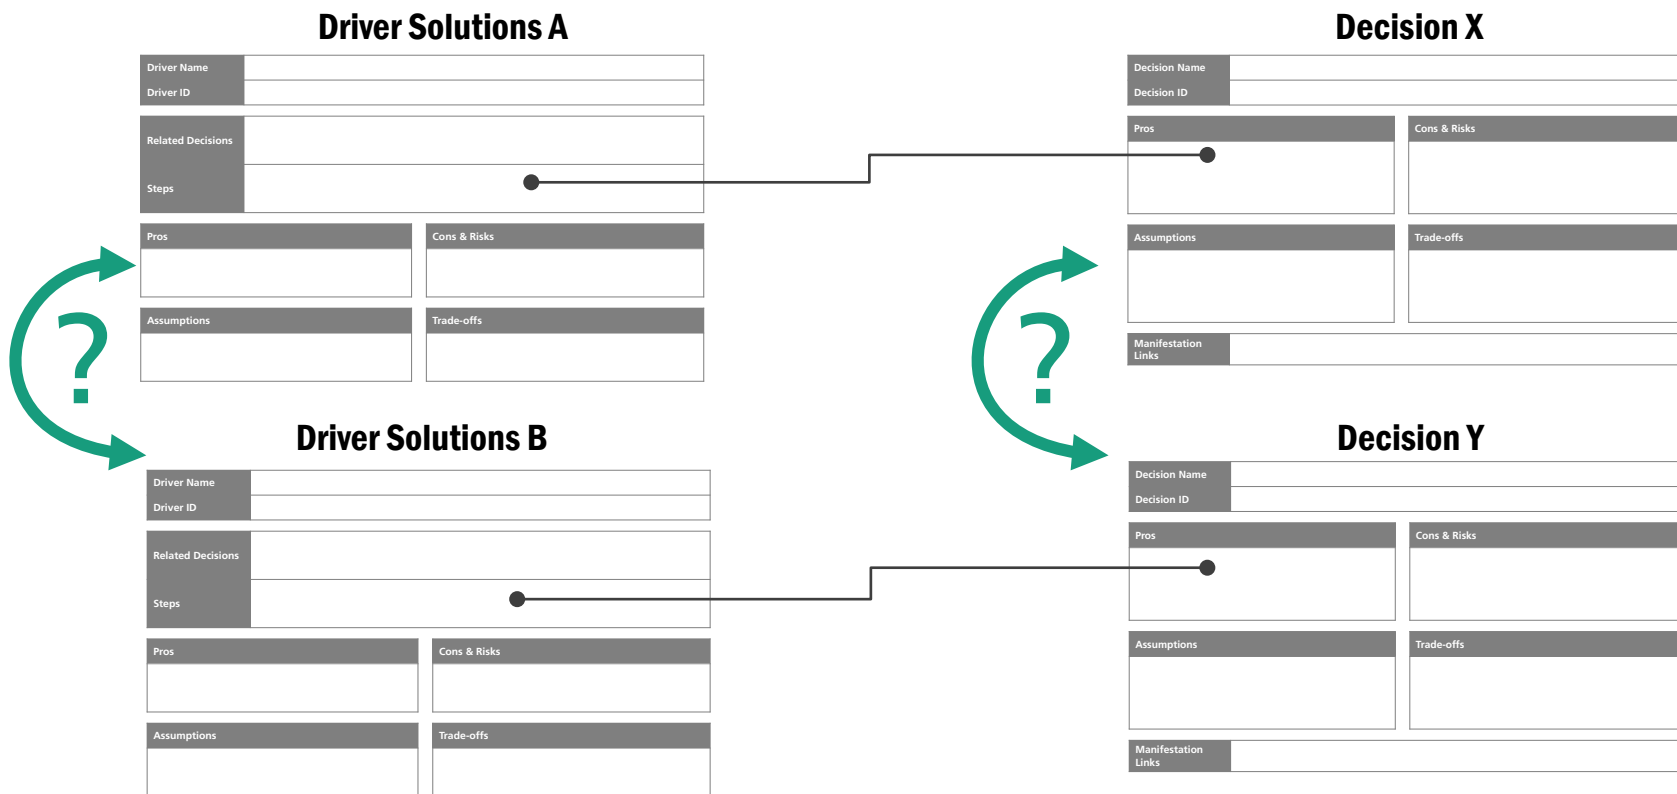 Driver Solutions A
Driver Name
Driver ID
Related Decisions
Steps
Pros
Cons & Risks
Assumptions
Trade-offs
?
Driver Solutions B
Driver Name
Driver ID
Related Decisions
Steps
Pros
Cons & Risks
Assumptions
Trade-offs
Decision X
Decision Name
Decision ID
Pros
Cons & Risks
Assumptions
Trade-offs
Manifestation
Links
?
Decision Y
Decision Name
Decision ID
Pros
Cons & Risks
Assumptions
Trade-offs
Manifestation
Links